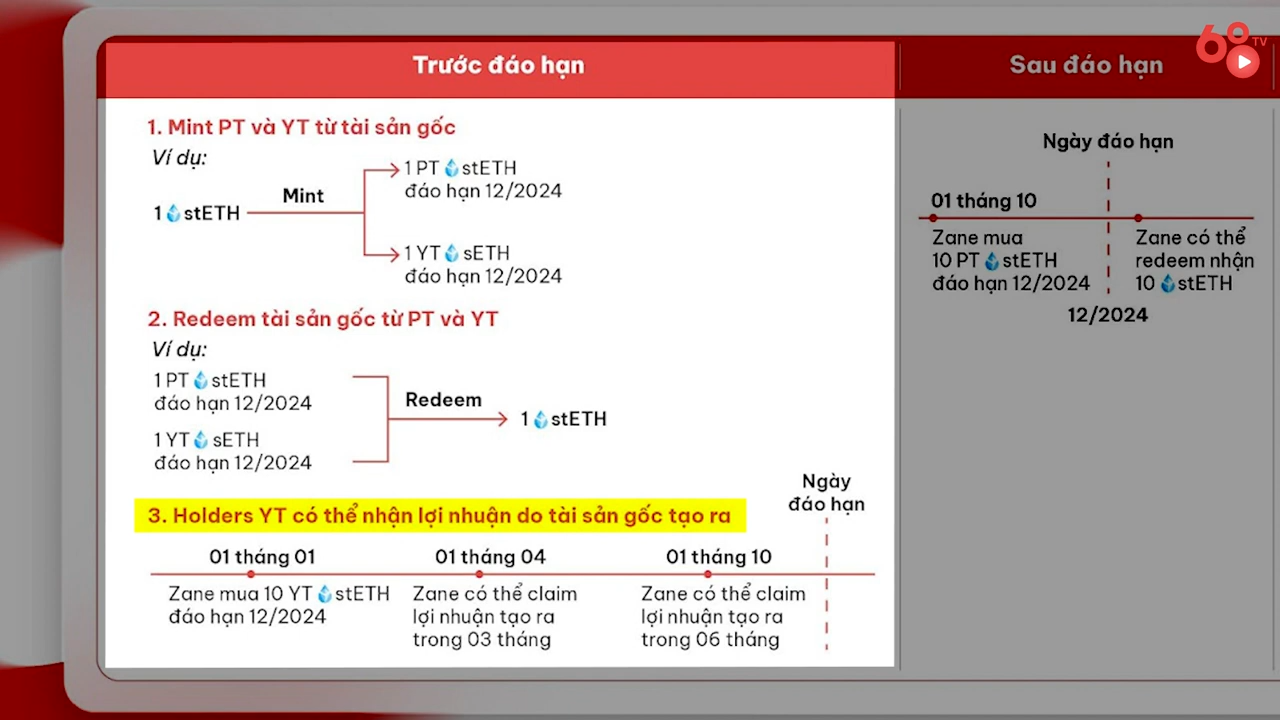 68 TV
Trước đáo hạn
1. Mint PT và YT từ tài sản gốc
Ví dụ:
1 stETH
Mint
1 PT stETH
đáo hạn 12/2024
1 YT sETH
đáo hạn 12/2024
2. Redeem tài sản gốc từ PT và YT
Ví dụ:
1 PT stETH
đáo hạn 12/2024
1 YT sETH
đáo hạn 12/2024
Redeem
1 stETH
3. Holders YT có thể nhận lợi nhuận do tài sản gốc tạo ra
Ngày
đáo hạn
01 tháng 01
Zane mua 10 YT stETH
đáo hạn 12/2024
01 tháng 04
Zane có thể claim
lợi nhuận tạo ra
trong 03 tháng
01 tháng 10
Zane có thể claim
lợi nhuận tạo ra
trong 06 tháng
Sau đáo hạn
Ngày đáo hạn
01 tháng 10
Zane mua
10 PT stETH
đáo hạn 12/2024
Zane có thể
redeem nhận
10 stETH
12/2024